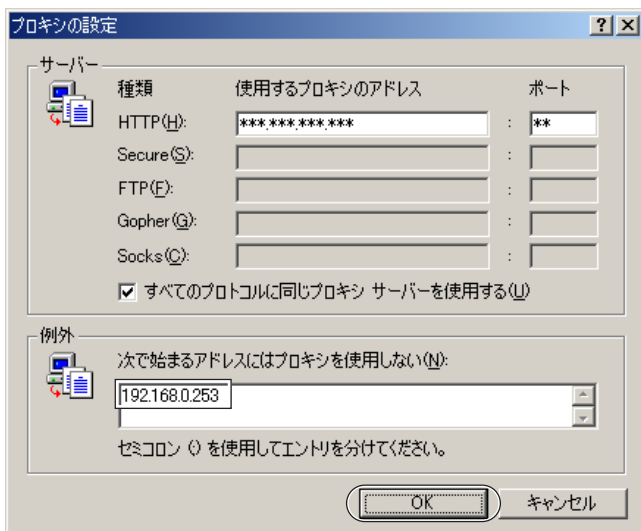 プロキシの設定
サーバー
種類 使用するプロキシのアドレス ポート
HTTP(H): ***.***.***.*** : **
Secure(S): :
FTP(F): :
Gopher(G): :
Socks(C): :
すべてのプロトコルに同じプロキシ サーバーを使用する(U)
例外
次で始まるアドレスにはプロキシを使用しない(N):
192.168.0.253
セミコロン (;) を使用してエントリを分けてください。
OK キャンセル